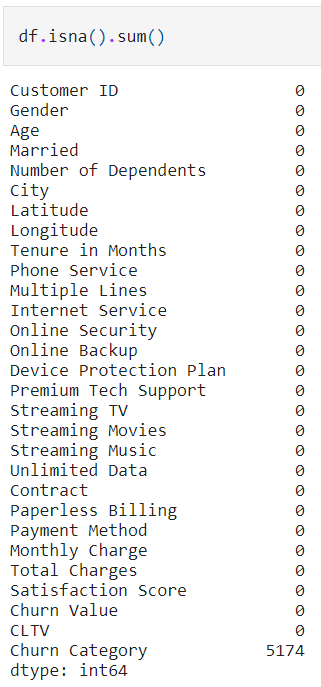 df.isna().sum()
Customer ID 0
Gender 0
Age 0
Married 0
Number of Dependents 0
City 0
Latitude 0
Longitude 0
Tenure in Months 0
Phone Service 0
Multiple Lines 0
Internet Service 0
Online Security 0
Online Backup 0
Device Protection Plan 0
Premium Tech Support 0
Streaming TV 0
Streaming Movies 0
Streaming Music 0
Unlimited Data 0
Contract 0
Paperless Billing 0
Payment Method 0
Monthly Charge 0
Total Charges 0
Satisfaction Score 0
Churn Value 0
CLTV 0
Churn Category 5174
dtype: int64